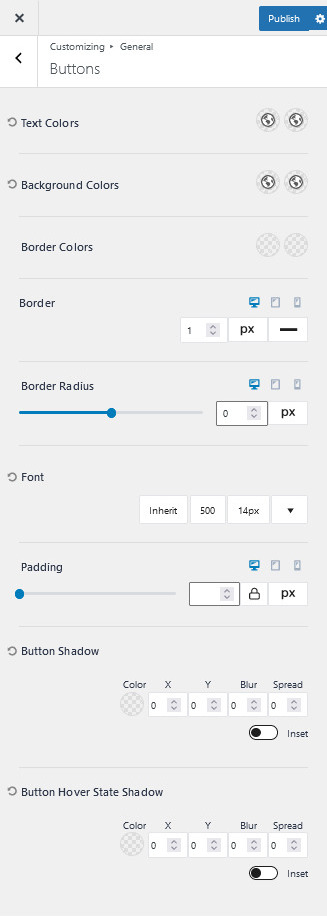 Publish
Customizing • General
Buttons
Text Colors
Background Colors
Border Colors
Border
1 px
Border Radius
0 px
Font
Inherit 500 14px
Padding
px
Button Shadow
Color X Y Blur Spread
0 0 0 0
Inset
Button Hover State Shadow
Color X Y Blur Spread
0 0 0 0
Inset